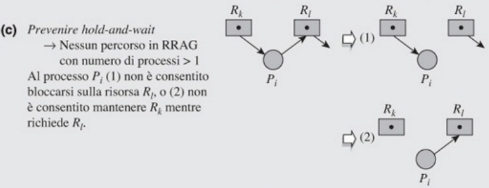 (c) Prevenire hold-and-wait
→ Nessun percorso in RRAG
con numero di processi > 1
Al processo Pi (1) non è consentito
bloccarsi sulla risorsa Rl, o (2) non
è consentito mantenere Rk mentre
richiede Rl.
Rk Rl
Pi
(1)
Rk Rl
Pi
(2)
Rk Rl
Pi